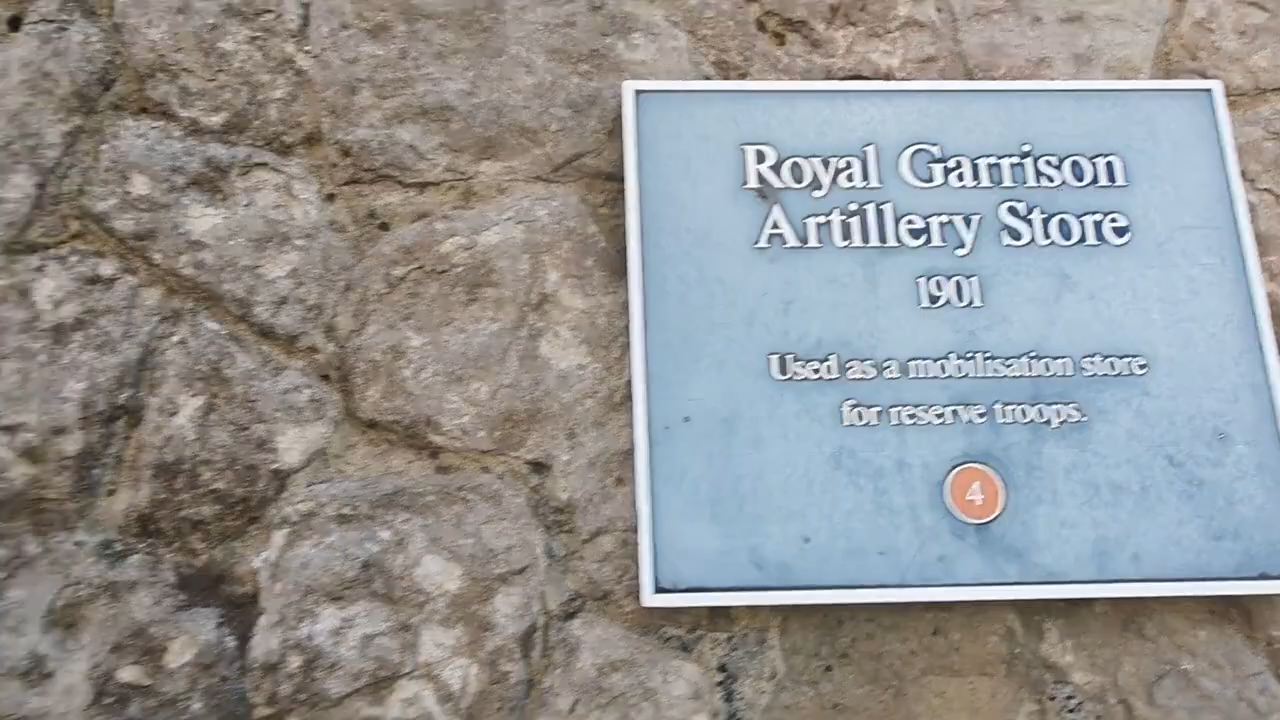 Royal Garrison
Artillery Store
1901
Used as a mobilisation store
for reserve troops.
4